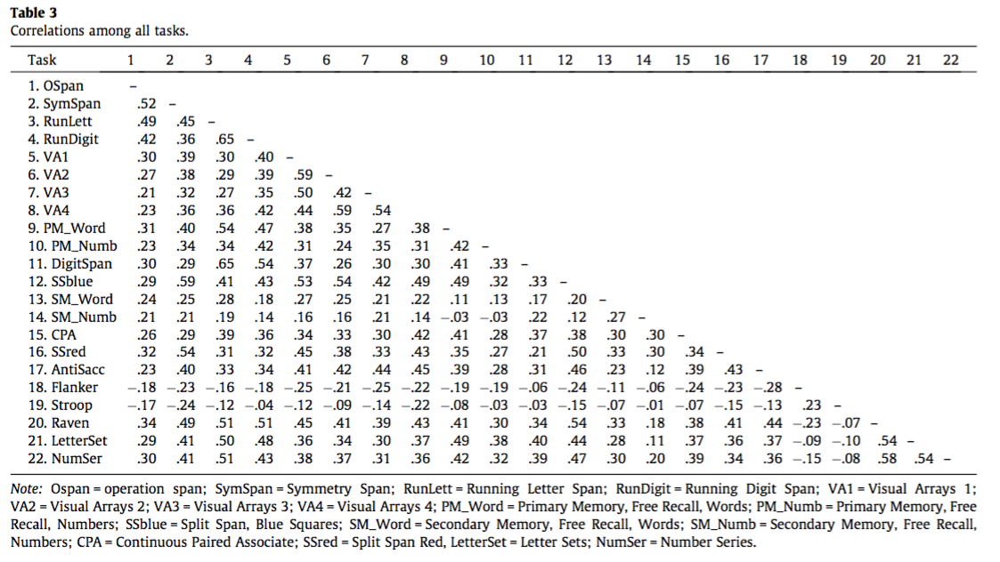 Table 3
Correlations among all tasks.
Task 1 2 3 4 5 6 7 8 9 10 11 12 13 14 15 16 17 18 19 20 21 22
1. OSpan –
2. SymSpan .52 –
3. RunLett .49 .45 –
4. RunDigit .42 .36 .65 –
5. VA1 .30 .39 .30 .40 –
6. VA2 .27 .38 .29 .39 .59 –
7. VA3 .21 .32 .27 .35 .50 .42 –
8. VA4 .23 .36 .36 .42 .44 .59 .54
9. PM_Word .31 .40 .54 .47 .38 .35 .27 .38 –
10. PM_Numb .23 .34 .34 .42 .31 .24 .35 .31 .42 –
11. DigitSpan .30 .29 .65 .54 .37 .26 .30 .30 .41 .33 –
12. SSblue .29 .59 .41 .43 .53 .54 .42 .49 .49 .32 .33 –
13. SM_Word .24 .25 .28 .18 .27 .25 .21 .22 .11 .13 .17 .20 –
14. SM_Numb .21 .21 .19 .14 .16 .16 .21 .14 –.03 –.03 .22 .12 .27 –
15. CPA .26 .29 .39 .36 .34 .33 .30 .42 .41 .28 .37 .38 .30 .30 –
16. SSred .32 .54 .31 .32 .45 .38 .33 .43 .35 .27 .21 .50 .33 .30 .34 –
17. AntiSacc .23 .40 .33 .34 .41 .42 .44 .45 .39 .28 .31 .46 .23 .12 .39 .43 –
18. Flanker –.18 –.23 –.16 –.18 –.25 –.21 –.25 –.22 –.19 –.19 –.06 –.24 –.11 –.06 –.24 –.23 –.28 –
19. Stroop –.17 –.24 –.12 –.04 –.12 –.09 –.14 –.22 –.08 –.03 –.03 –.15 –.07 –.01 –.07 –.15 –.13 .23 –
20. Raven .34 .49 .51 .51 .45 .41 .39 .43 .41 .30 .34 .54 .33 .18 .38 .41 .44 –.23 –.07 –
21. LetterSet .29 .41 .50 .48 .36 .34 .30 .37 .49 .38 .40 .44 .28 .11 .37 .36 .37 –.09 –.10 .54 –
22. NumSer .30 .41 .51 .43 .38 .37 .31 .36 .42 .32 .39 .47 .30 .20 .39 .34 .36 –.15 –.08 .58 .54 –
Note: Ospan = operation span; SymSpan = Symmetry Span; RunLett = Running Letter Span; RunDigit = Running Digit Span; VA1 = Visual Arrays 1;
VA2 = Visual Arrays 2; VA3 = Visual Arrays 3; VA4 = Visual Arrays 4; PM_Word = Primary Memory, Free Recall, Words; PM_Numb = Primary Memory, Free
Recall, Numbers; SSblue = Split Span, Blue Squares; SM_Word = Secondary Memory, Free Recall, Words; SM_Numb = Secondary Memory, Free Recall,
Numbers; CPA = Continuous Paired Associate; SSred = Split Span Red, LetterSet = Letter Sets; NumSer = Number Series.